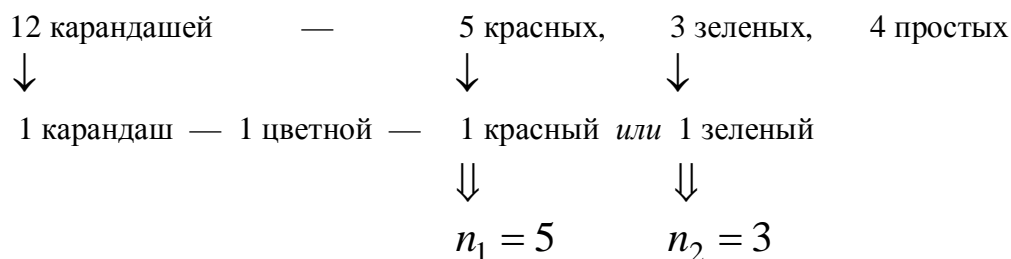 12 карандашей — 5 красных, 3 зеленых, 4 простых
↓ ↓ ↓
1 карандаш — 1 цветной — 1 красный или 1 зеленый
⇓ ⇓
n₁ = 5 n₂ = 3